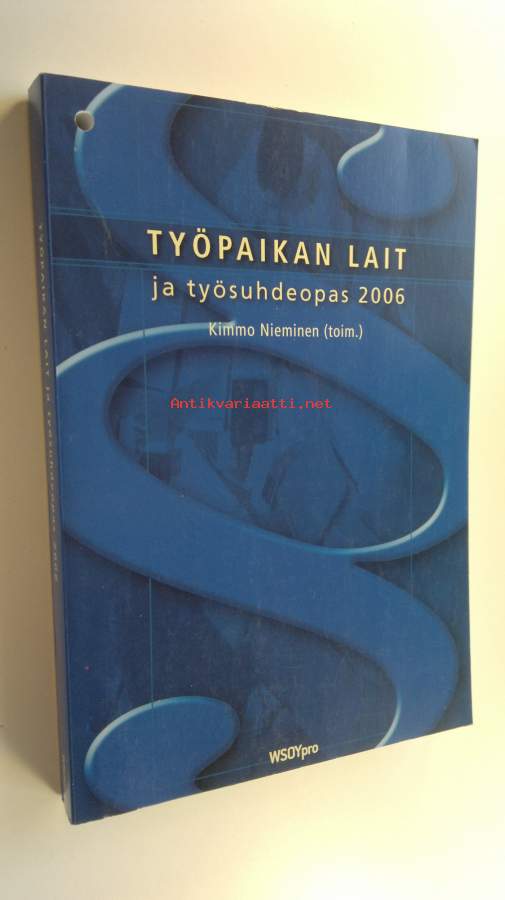 TYÖPAIKAN LAIT
ja työsuhdeopas 2006
Kimmo Nieminen (toim.)
Antikvariaatti.net
WSOYpro
TYÖPAIKAN LAIT ja työsuhdeopas 2006